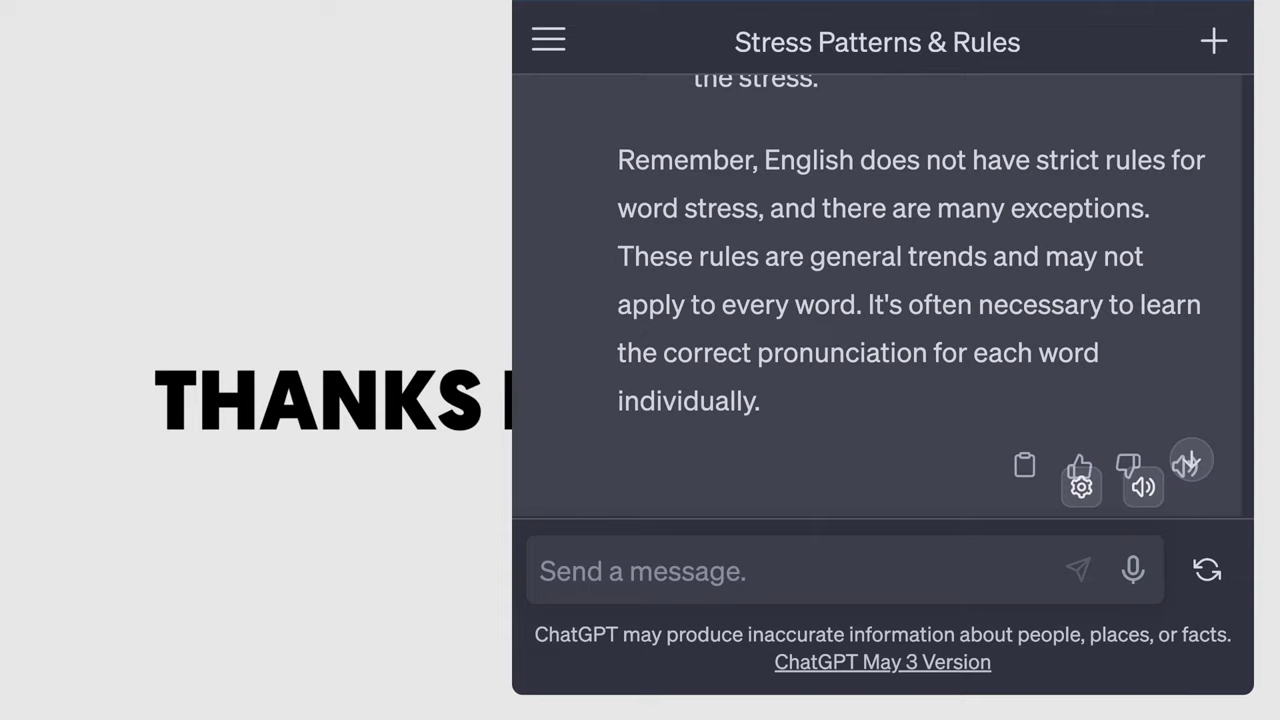 Stress Patterns & Rules
the stress.
Remember, English does not have strict rules for
word stress, and there are many exceptions.
These rules are general trends and may not
apply to every word. It's often necessary to learn
the correct pronunciation for each word
individually.
THANKS
Send a message.
ChatGPT may produce inaccurate information about people, places, or facts.
ChatGPT May 3 Version